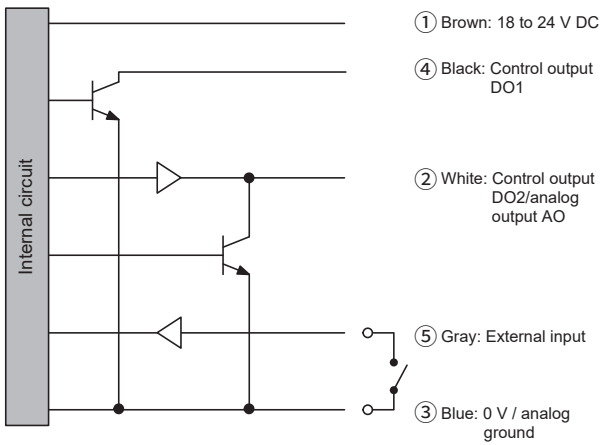 ① Brown: 18 to 24 V DC
④ Black: Control output
DO1
Internal circuit
② White: Control output
DO2/analog
output AO
⑤ Gray: External input
③ Blue: 0 V / analog
ground